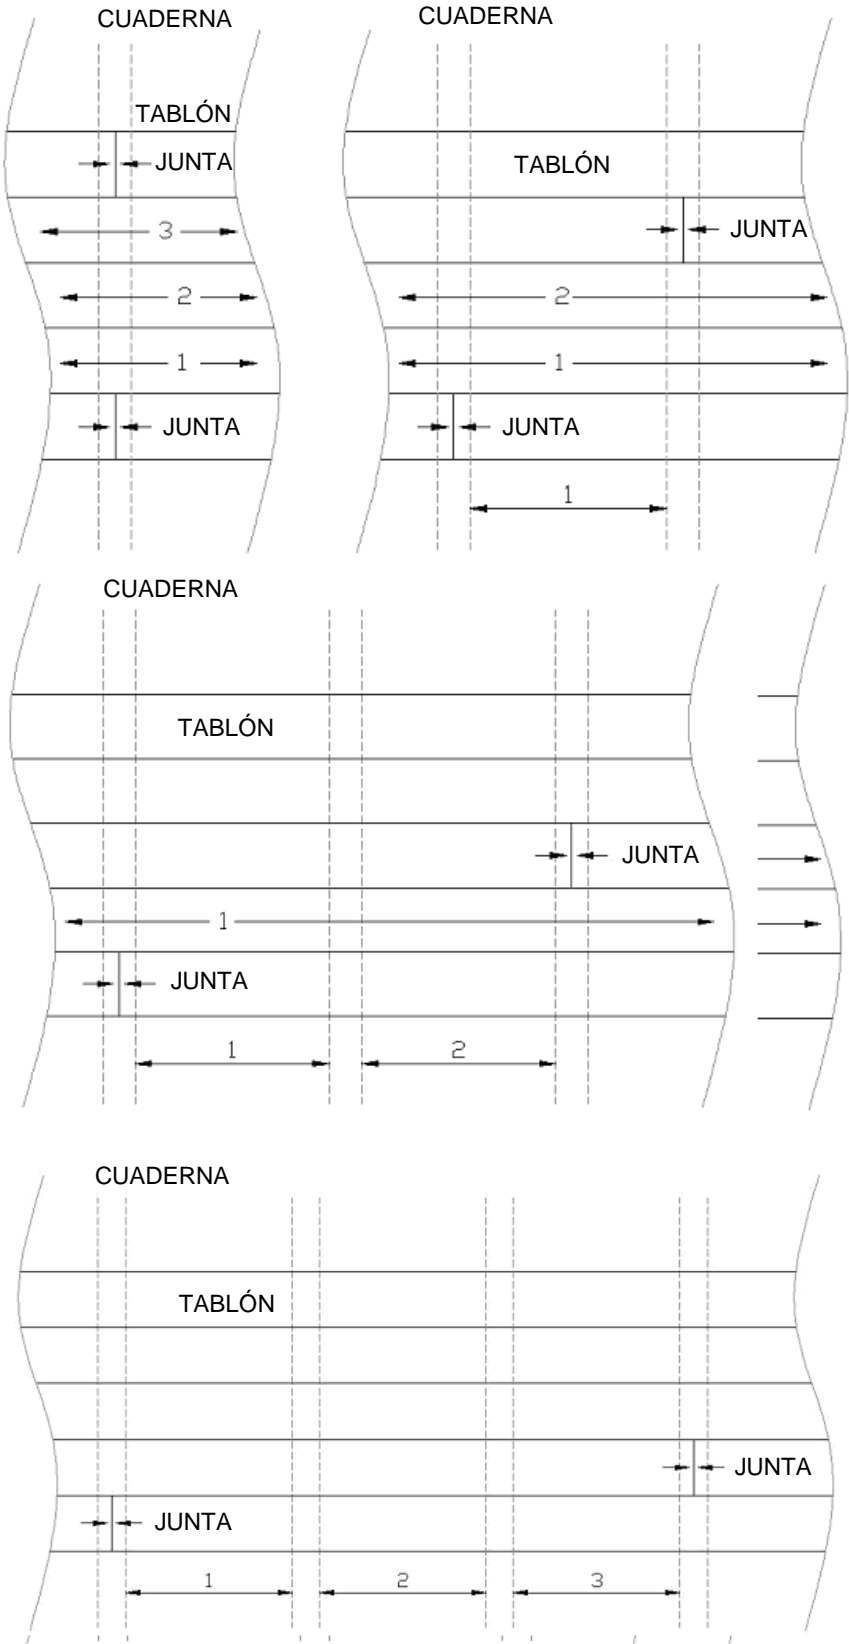 CUADERNA CUADERNA
TABLÓN
JUNTA TABLÓN
3 JUNTA
2 2
1 1
JUNTA JUNTA
1
CUADERNA
TABLÓN
JUNTA
1
JUNTA
1 2
CUADERNA
TABLÓN
JUNTA
JUNTA
1 2 3